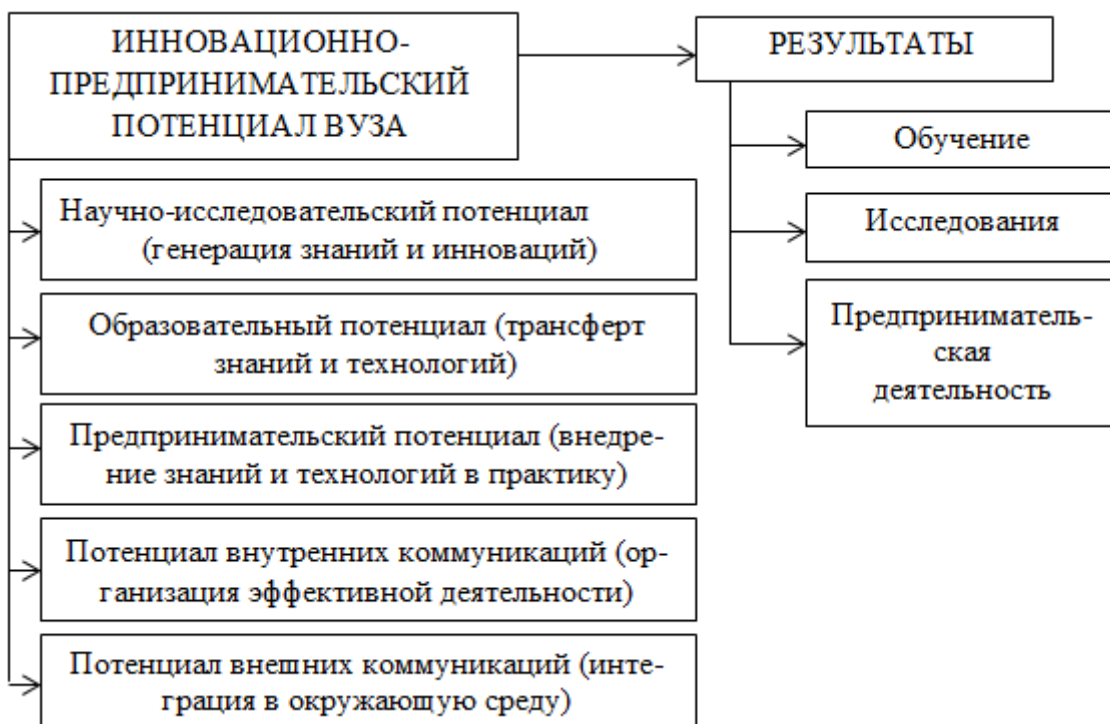 ИННОВАЦИОННО-
ПРЕДПРИНИМАТЕЛЬСКИЙ
ПОТЕНЦИАЛ ВУЗА
Научно-исследовательский потенциал
(генерация знаний и инноваций)
Образовательный потенциал (трансферт
знаний и технологий)
Предпринимательский потенциал (внедре-
ние знаний и технологий в практику)
Потенциал внутренних коммуникаций (ор-
ганизация эффективной деятельности)
Потенциал внешних коммуникаций (инте-
грация в окружающую среду)
РЕЗУЛЬТАТЫ
Обучение
Исследования
Предприниматель-
ская
деятельность